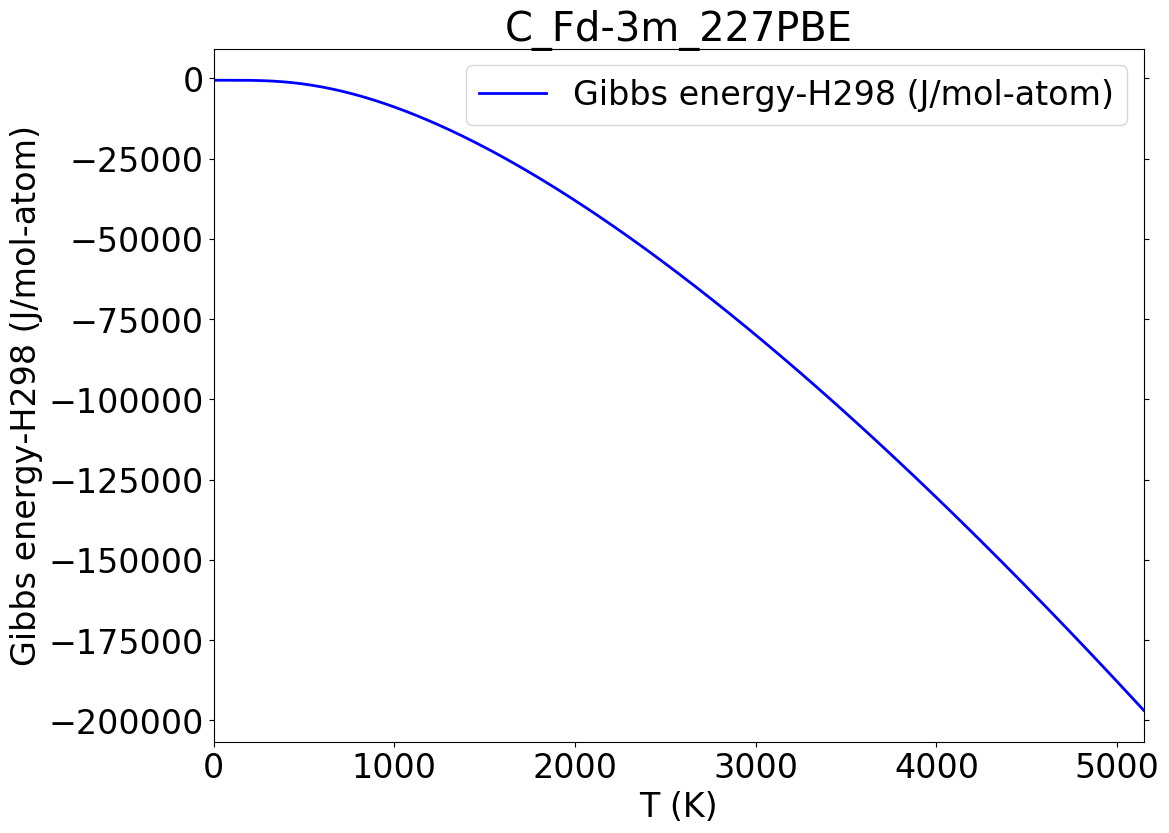 C_Fd-3m_227PBE
Gibbs energy-H298 (J/mol-atom)
Gibbs energy-H298 (J/mol-atom)
0
−25000
−50000
−75000
−100000
−125000
−150000
−175000
−200000
0 1000 2000 3000 4000 5000
T (K)